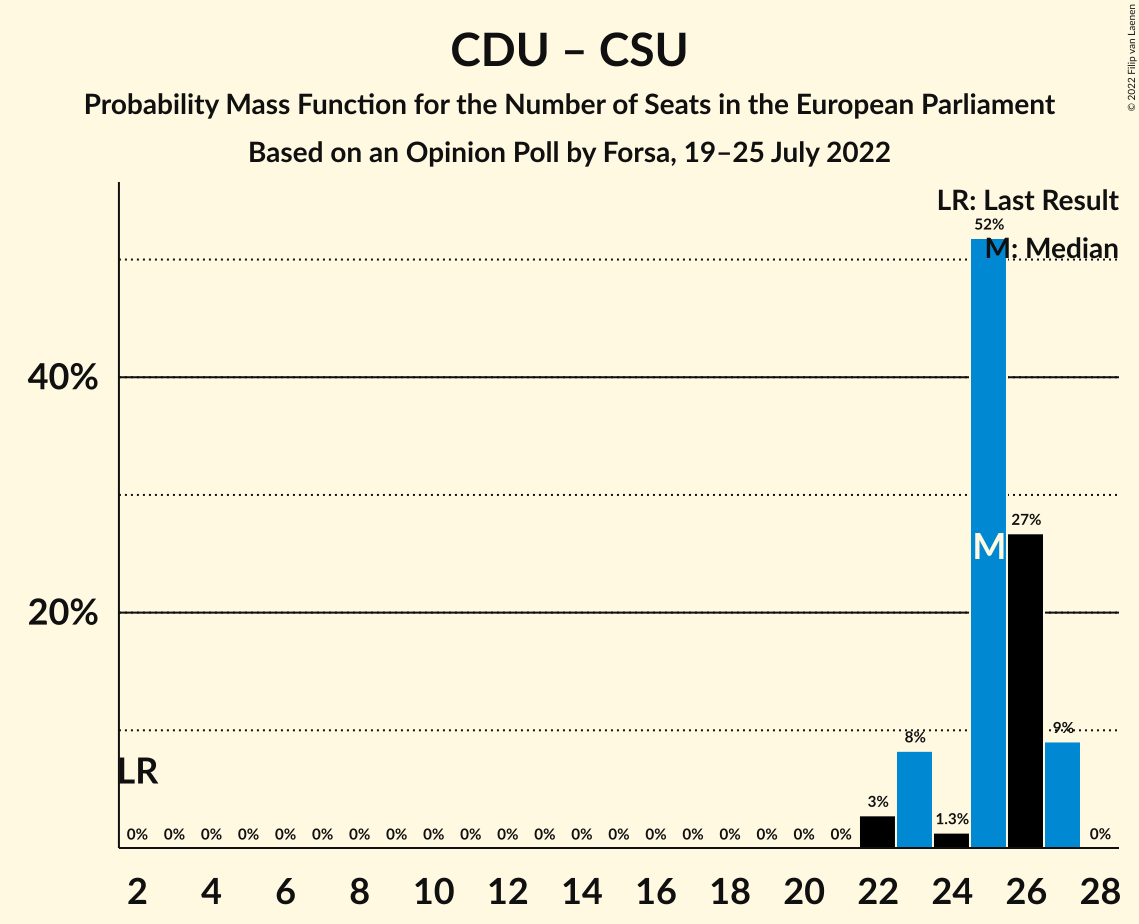 CDU – CSU
Probability Mass Function for the Number of Seats in the European Parliament
Based on an Opinion Poll by Forsa, 19–25 July 2022
© 2022 Filip van Laenen
LR: Last Result
M: Median
52%
40%
27%
M
20%
9%
8%
LR
3%
1.3%
0% 0% 0% 0% 0% 0% 0% 0% 0% 0% 0% 0% 0% 0% 0% 0% 0% 0% 0% 0% 0%
2 4 6 8 10 12 14 16 18 20 22 24 26 28